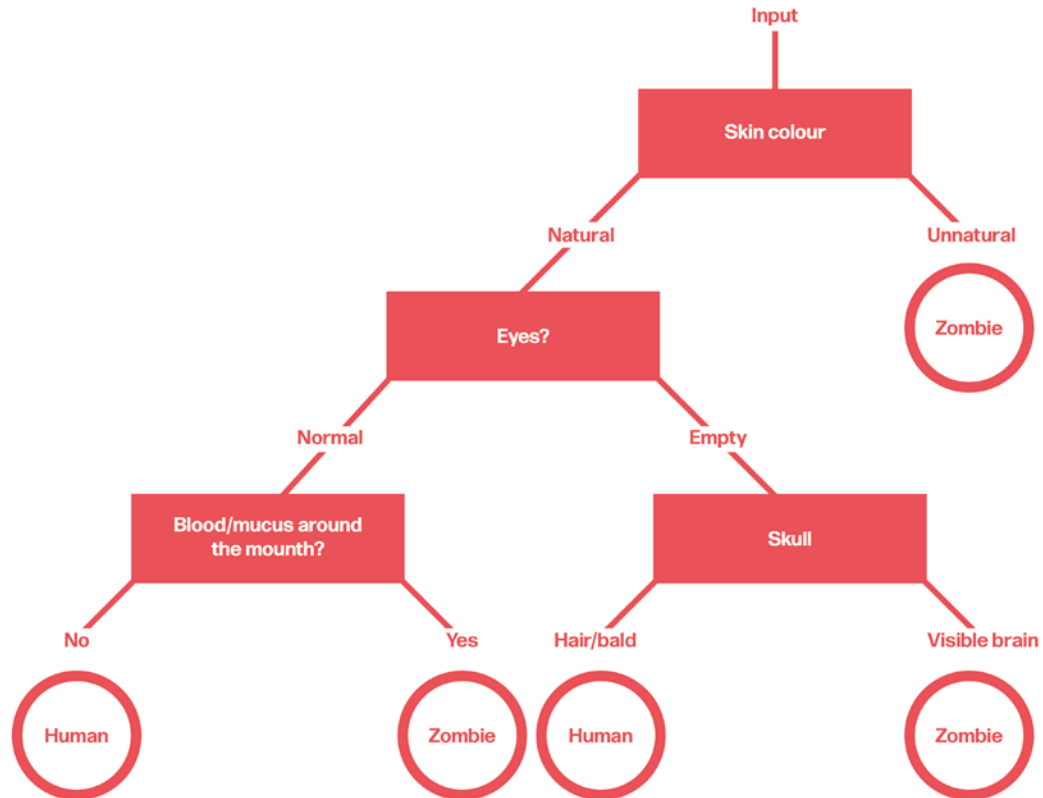 Input
Skin colour
Natural
Unnatural
Zombie
Eyes?
Normal
Empty
Blood/mucus around
the mounth?
Skull
No
Yes
Hair/bald
Visible brain
Human
Zombie
Human
Zombie